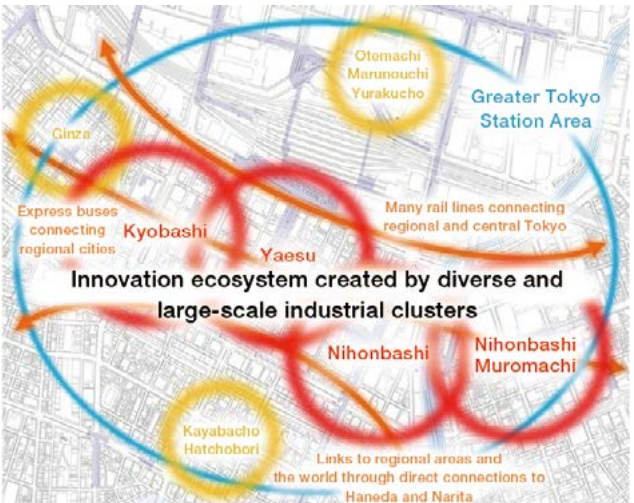 Otemachi
Marunouchi
Yurakucho
Greater Tokyo
Station Area
Ginza
Express buses
connecting
regional cities
Kyobashi
Many rail lines connecting
regional and central Tokyo
Yaesu
Innovation ecosystem created by diverse and
large-scale industrial clusters
Nihonbashi
Nihonbashi
Muromachi
Kayabacho
Hatchobori
Links to regional areas and
the world through direct connections to
Haneda and Narita